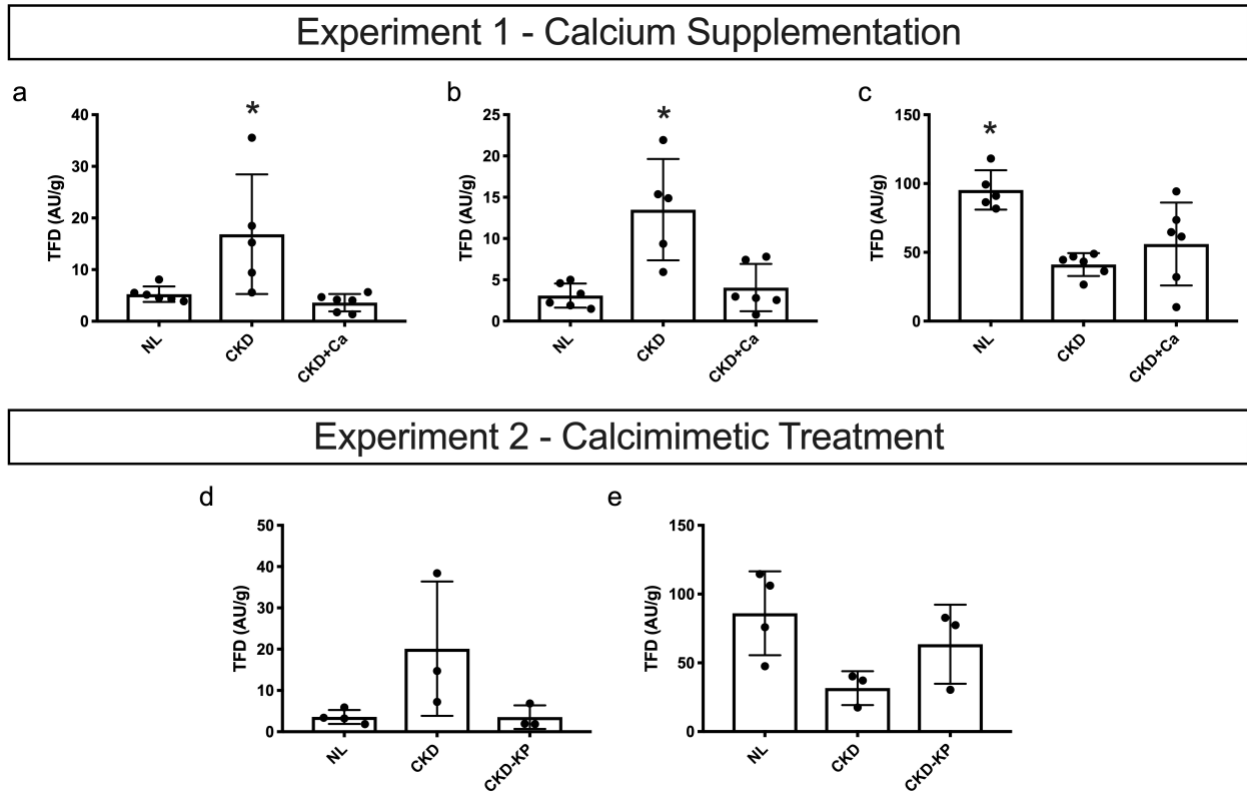 Experiment 1 - Calcium Supplementation
a
TFD (AU/g)
40
30
20
10
0
*
NL
CKD
CKD+Ca
b
TFD (AU/g)
25
20
15
10
5
0
*
NL
CKD
CKD+Ca
c
TFD (AU/g)
150
100
50
0
*
NL
CKD
CKD+Ca
Experiment 2 - Calcimimetic Treatment
d
TFD (AU/g)
50
40
30
20
10
0
NL
CKD
CKD-KP
e
TFD (AU/g)
150
100
50
0
NL
CKD
CKD-KP